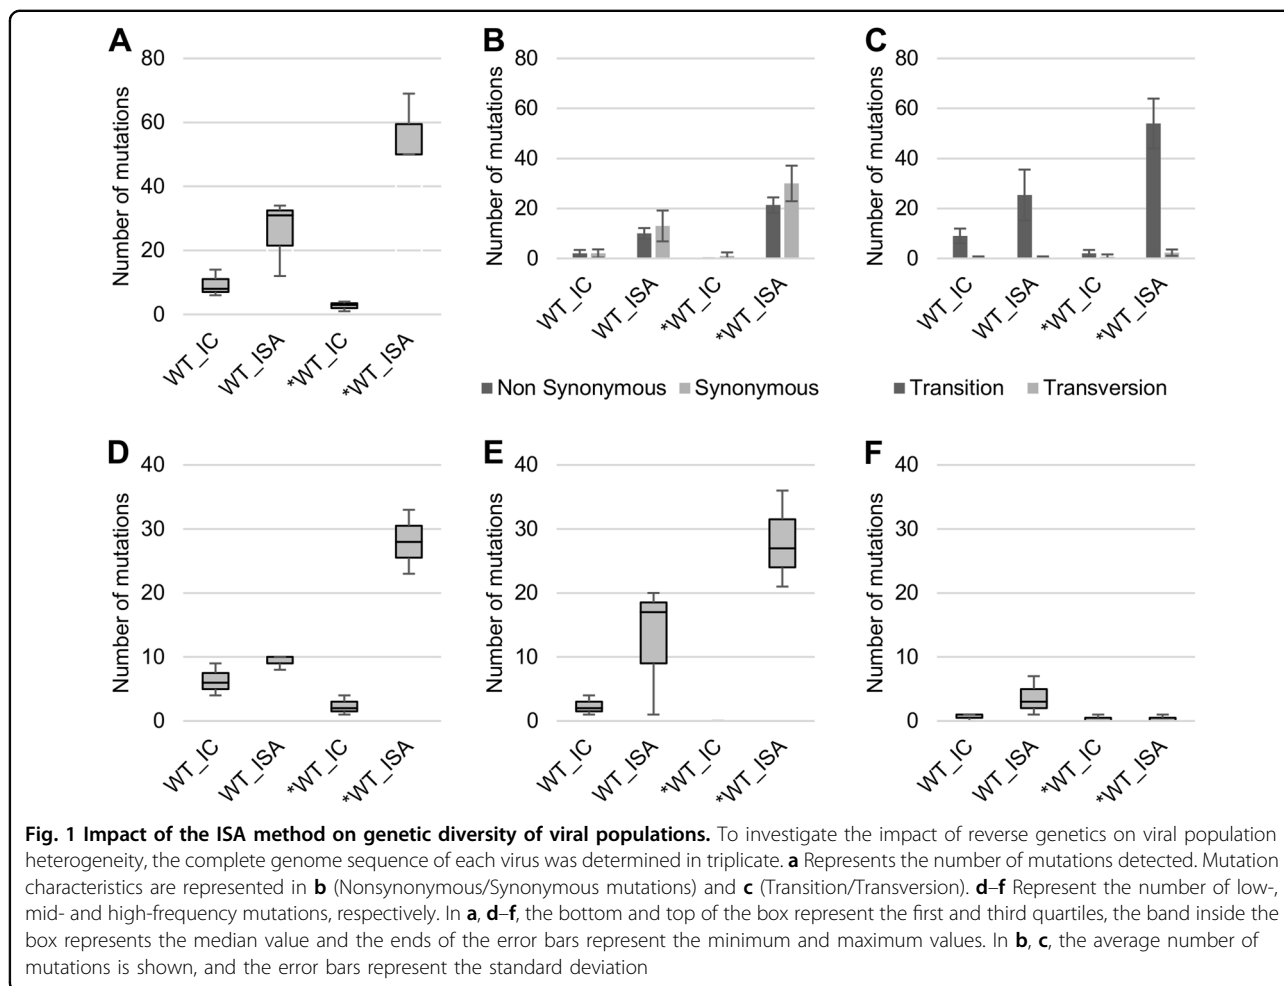 A
B
C
Number of mutations
80
60
40
20
0
WT_IC
WT_ISA
*WT_IC
*WT_ISA
Number of mutations
80
60
40
20
0
WT_IC
WT_ISA
*WT_IC
*WT_ISA
Non Synonymous
Synonymous
Number of mutations
80
60
40
20
0
WT_IC
WT_ISA
*WT_IC
*WT_ISA
Transition
Transversion
D
E
F
Number of mutations
40
30
20
10
0
WT_IC
WT_ISA
*WT_IC
*WT_ISA
Number of mutations
40
30
20
10
0
WT_IC
WT_ISA
*WT_IC
*WT_ISA
Number of mutations
40
30
20
10
0
WT_IC
WT_ISA
*WT_IC
*WT_ISA
Fig. 1 Impact of the ISA method on genetic diversity of viral populations. To investigate the impact of reverse genetics on viral population
heterogeneity, the complete genome sequence of each virus was determined in triplicate. a Represents the number of mutations detected. Mutation
characteristics are represented in b (Nonsynonymous/Synonymous mutations) and c (Transition/Transversion). d–f Represent the number of low-,
mid- and high-frequency mutations, respectively. In a, d–f, the bottom and top of the box represent the first and third quartiles, the band inside the
box represents the median value and the ends of the error bars represent the minimum and maximum values. In b, c, the average number of
mutations is shown, and the error bars represent the standard deviation